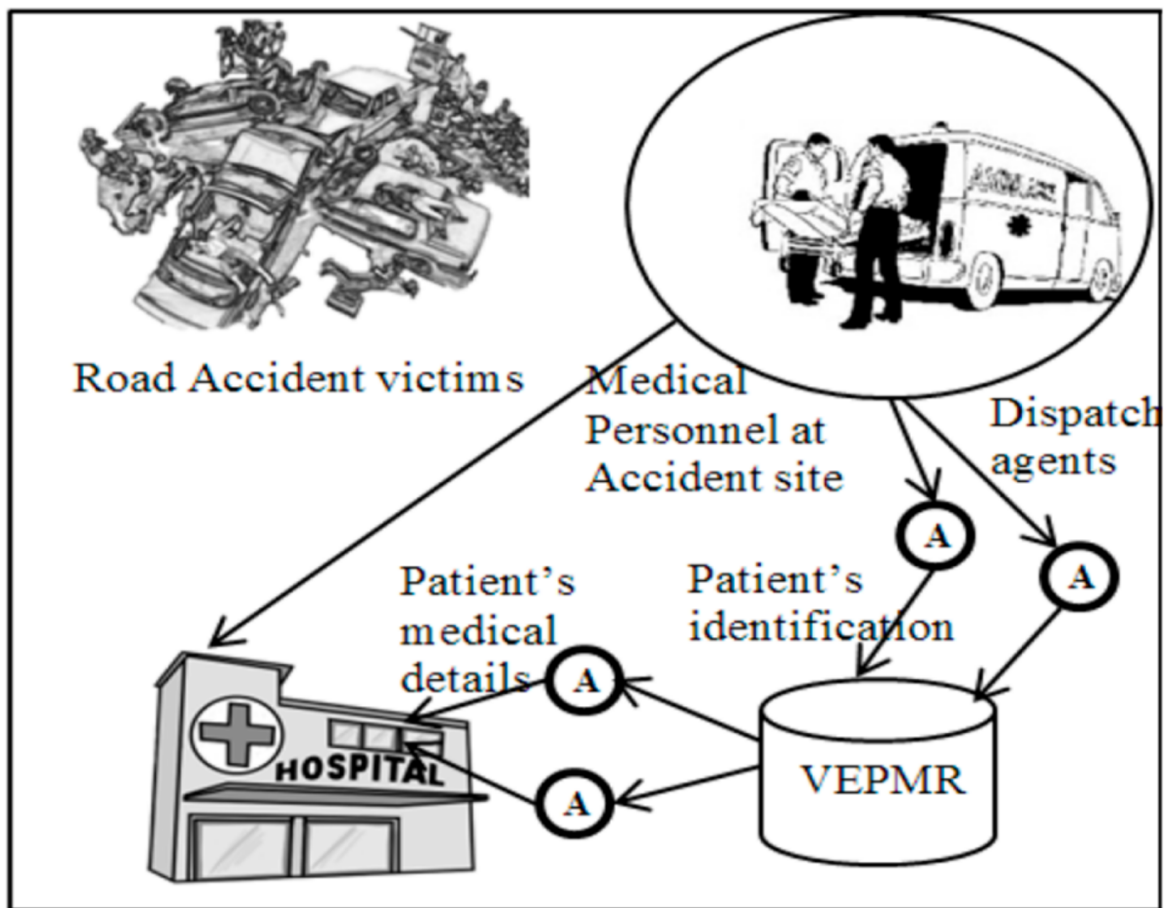 Road Accident victims
Medical
Personnel at
Accident site
Dispatch
agents
A
A
Patient's
medical
details
Patient's
identification
A
A
VEPMR
HOSPITAL